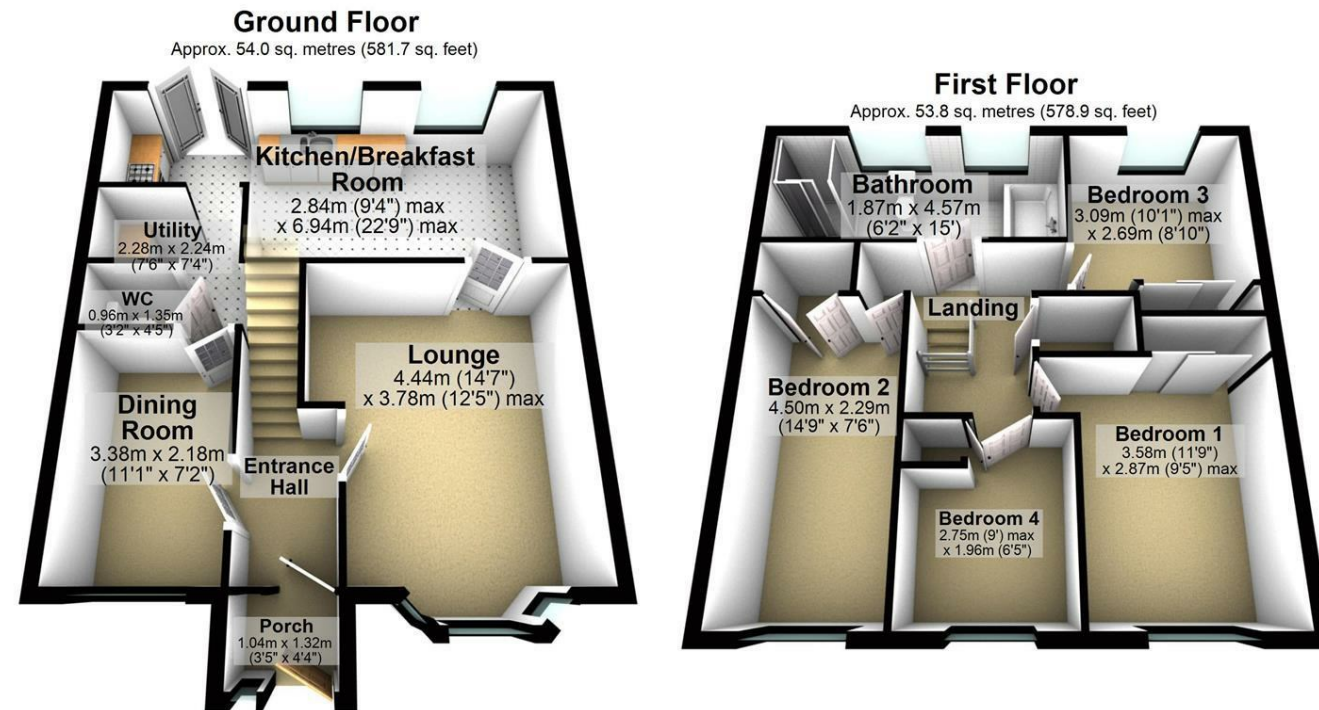 Ground Floor
Approx. 54.0 sq. metres (581.7 sq. feet)
Kitchen/Breakfast
Room
2.84m (9'4") max
x 6.94m (22'9") max
Utility
2.28m x 2.24m
(7'6" x 7'4")
WC
0.96m x 1.35m
(3'2" x 4'5")
Lounge
4.44m (14'7")
x 3.78m (12'5") max
Dining
Room
3.38m x 2.18m
(11'1" x 7'2")
Entrance
Hall
Porch
1.04m x 1.32m
(3'5" x 4'4")
First Floor
Approx. 53.8 sq. metres (578.9 sq. feet)
Bathroom
1.87m x 4.57m
(6'2" x 15')
Bedroom 3
3.09m (10'1") max
x 2.69m (8'10")
Landing
Bedroom 2
4.50m x 2.29m
(14'9" x 7'6")
Bedroom 1
3.58m (11'9")
x 2.87m (9'5") max
Bedroom 4
2.75m (9') max
x 1.96m (6'5")